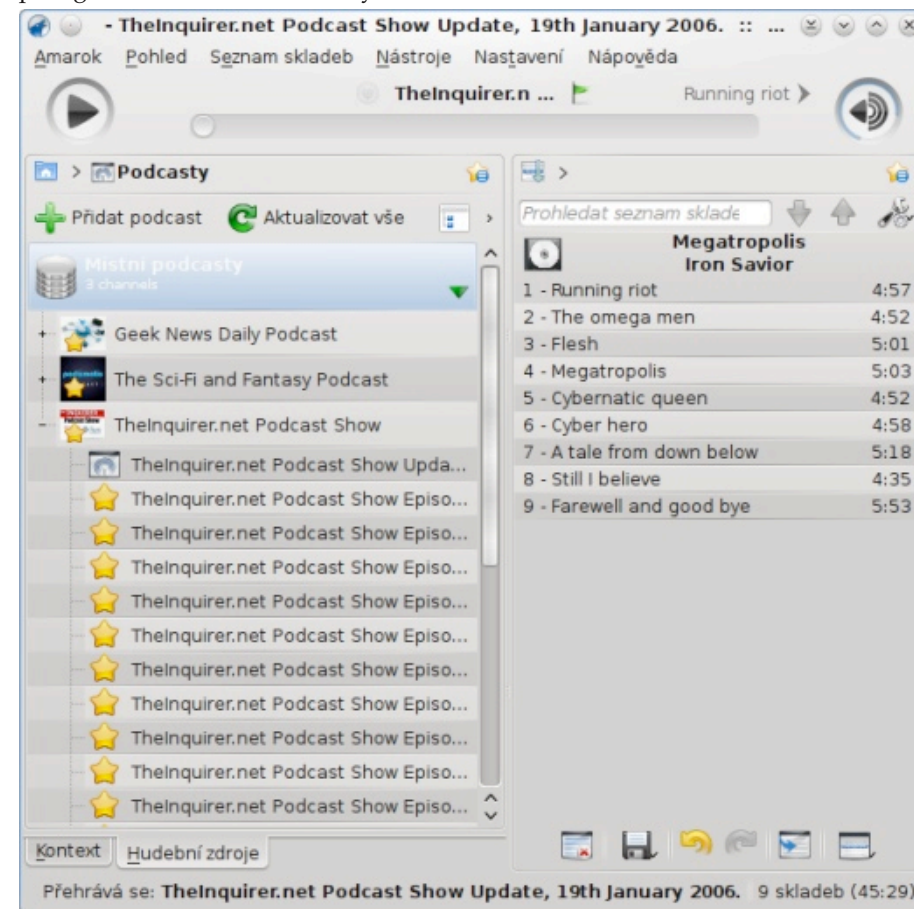 - TheInquirer.net Podcast Show Update, 19th January 2006. :: ...
Amarok Pohled Seznam skladeb Nástroje Nastavení Nápověda
TheInquirer.n ... Running riot
> Podcasty
>
Přidat podcast Aktualizovat vše
Prohledat seznam sklade
Místní podcasty
3 channels
Megatropolis
Iron Savior
Geek News Daily Podcast
The Sci-Fi and Fantasy Podcast
TheInquirer.net Podcast Show
TheInquirer.net Podcast Show Upda...
TheInquirer.net Podcast Show Episo...
TheInquirer.net Podcast Show Episo...
TheInquirer.net Podcast Show Episo...
TheInquirer.net Podcast Show Episo...
TheInquirer.net Podcast Show Episo...
TheInquirer.net Podcast Show Episo...
TheInquirer.net Podcast Show Episo...
TheInquirer.net Podcast Show Episo...
TheInquirer.net Podcast Show Episo...
TheInquirer.net Podcast Show Episo...
1 - Running riot 4:57
2 - The omega men 4:52
3 - Flesh 5:01
4 - Megatropolis 5:03
5 - Cybernatic queen 4:52
6 - Cyber hero 4:58
7 - A tale from down below 5:18
8 - Still I believe 4:35
9 - Farewell and good bye 5:53
Kontext Hudební zdroje
Přehrává se: TheInquirer.net Podcast Show Update, 19th January 2006. 9 skladeb (45:29)